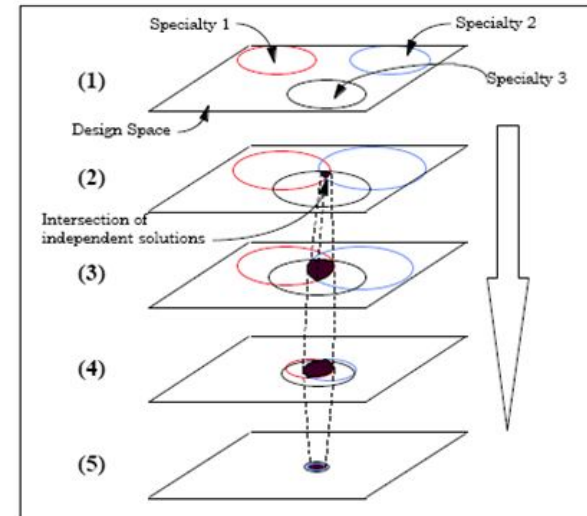 Specialty 1
Specialty 2
(1)
Specialty 3
Design Space
(2)
Intersection of
independent solutions
(3)
(4)
(5)